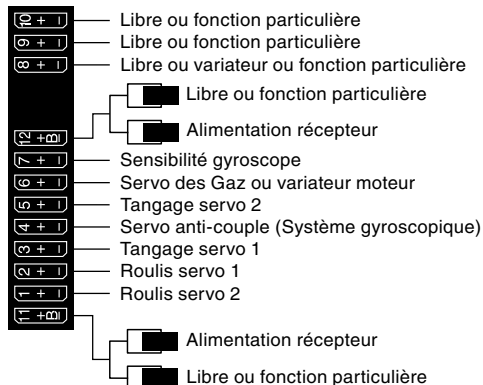 10 + – Libre ou fonction particulière
9 + – Libre ou fonction particulière
8 + – Libre ou variateur ou fonction particulière
Libre ou fonction particulière
12 +B– Alimentation récepteur
7 + – Sensibilité gyroscope
6 + – Servo des Gaz ou variateur moteur
5 + – Tangage servo 2
4 + – Servo anti-couple (Système gyroscopique)
3 + – Tangage servo 1
2 + – Roulis servo 1
1 + – Roulis servo 2
11 +B–
Alimentation récepteur
Libre ou fonction particulière